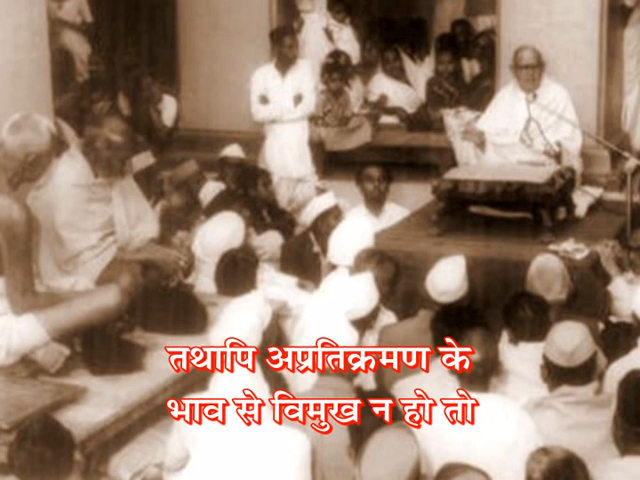 तथापि अप्रतिक्रमण के
भाव से विमुख न हो तो